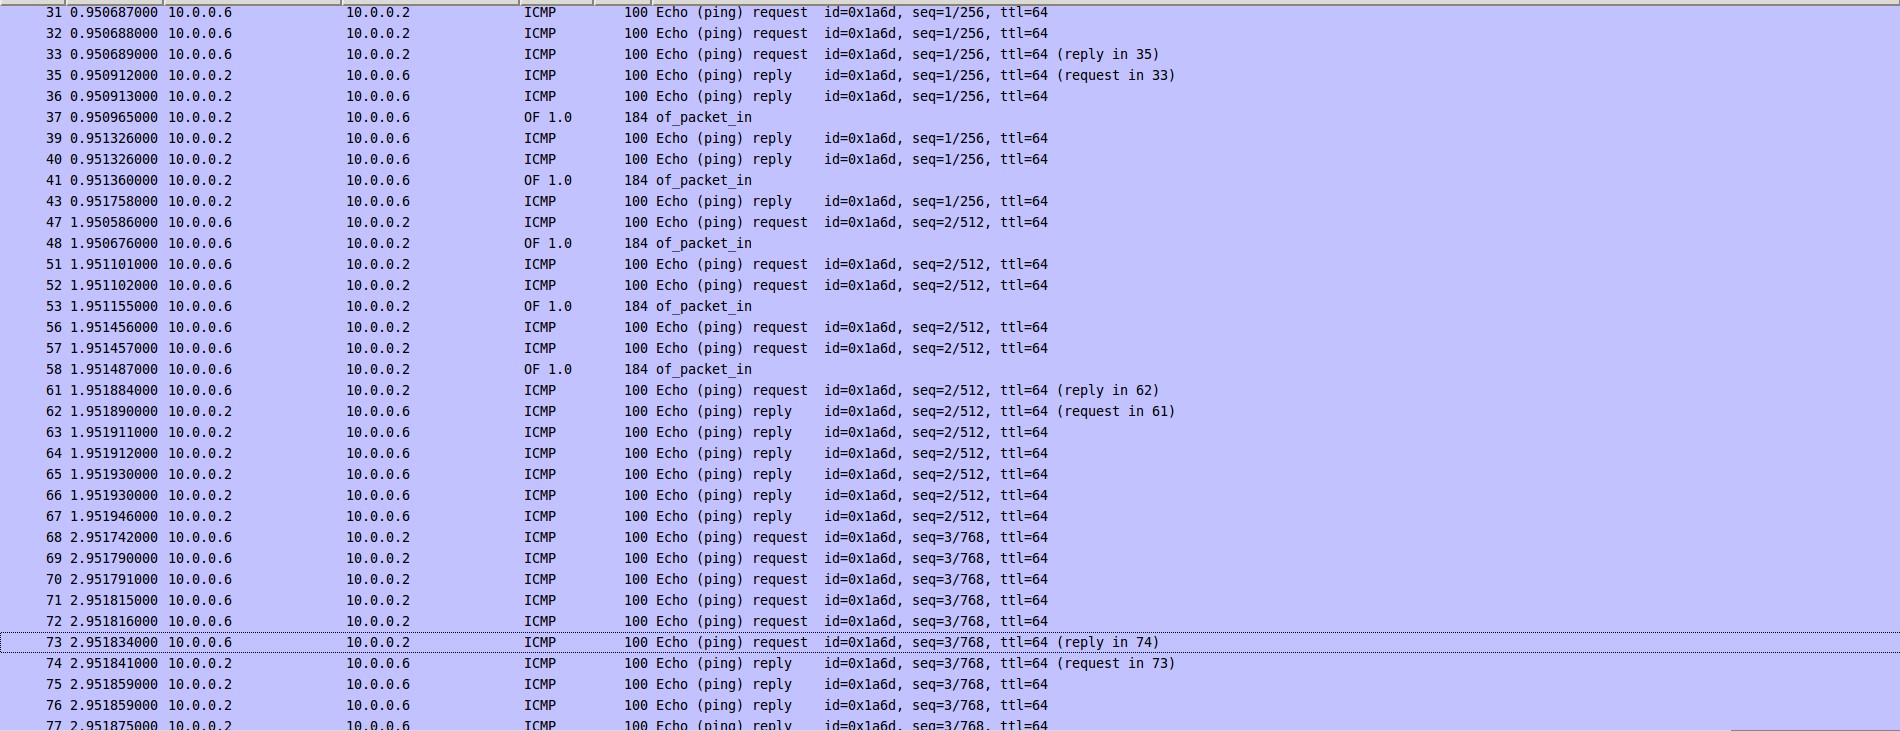 31 0.950687000 10.0.0.6 10.0.0.2 ICMP 100 Echo (ping) request id=0x1a6d, seq=1/256, ttl=64
32 0.950688000 10.0.0.6 10.0.0.2 ICMP 100 Echo (ping) request id=0x1a6d, seq=1/256, ttl=64
33 0.950689000 10.0.0.6 10.0.0.2 ICMP 100 Echo (ping) request id=0x1a6d, seq=1/256, ttl=64 (reply in 35)
35 0.950912000 10.0.0.2 10.0.0.6 ICMP 100 Echo (ping) reply id=0x1a6d, seq=1/256, ttl=64 (request in 33)
36 0.950913000 10.0.0.2 10.0.0.6 ICMP 100 Echo (ping) reply id=0x1a6d, seq=1/256, ttl=64
37 0.950965000 10.0.0.2 10.0.0.6 OF 1.0 184 of_packet_in
39 0.951326000 10.0.0.2 10.0.0.6 ICMP 100 Echo (ping) reply id=0x1a6d, seq=1/256, ttl=64
40 0.951326000 10.0.0.2 10.0.0.6 ICMP 100 Echo (ping) reply id=0x1a6d, seq=1/256, ttl=64
41 0.951360000 10.0.0.2 10.0.0.6 OF 1.0 184 of_packet_in
43 0.951758000 10.0.0.2 10.0.0.6 ICMP 100 Echo (ping) reply id=0x1a6d, seq=1/256, ttl=64
47 1.950586000 10.0.0.6 10.0.0.2 ICMP 100 Echo (ping) request id=0x1a6d, seq=2/512, ttl=64
48 1.950676000 10.0.0.6 10.0.0.2 OF 1.0 184 of_packet_in
51 1.951101000 10.0.0.6 10.0.0.2 ICMP 100 Echo (ping) request id=0x1a6d, seq=2/512, ttl=64
52 1.951102000 10.0.0.6 10.0.0.2 ICMP 100 Echo (ping) request id=0x1a6d, seq=2/512, ttl=64
53 1.951155000 10.0.0.6 10.0.0.2 OF 1.0 184 of_packet_in
56 1.951456000 10.0.0.6 10.0.0.2 ICMP 100 Echo (ping) request id=0x1a6d, seq=2/512, ttl=64
57 1.951457000 10.0.0.6 10.0.0.2 ICMP 100 Echo (ping) request id=0x1a6d, seq=2/512, ttl=64
58 1.951487000 10.0.0.6 10.0.0.2 OF 1.0 184 of_packet_in
61 1.951884000 10.0.0.6 10.0.0.2 ICMP 100 Echo (ping) request id=0x1a6d, seq=2/512, ttl=64 (reply in 62)
62 1.951890000 10.0.0.2 10.0.0.6 ICMP 100 Echo (ping) reply id=0x1a6d, seq=2/512, ttl=64 (request in 61)
63 1.951911000 10.0.0.2 10.0.0.6 ICMP 100 Echo (ping) reply id=0x1a6d, seq=2/512, ttl=64
64 1.951912000 10.0.0.2 10.0.0.6 ICMP 100 Echo (ping) reply id=0x1a6d, seq=2/512, ttl=64
65 1.951930000 10.0.0.2 10.0.0.6 ICMP 100 Echo (ping) reply id=0x1a6d, seq=2/512, ttl=64
66 1.951930000 10.0.0.2 10.0.0.6 ICMP 100 Echo (ping) reply id=0x1a6d, seq=2/512, ttl=64
67 1.951946000 10.0.0.2 10.0.0.6 ICMP 100 Echo (ping) reply id=0x1a6d, seq=2/512, ttl=64
68 2.951742000 10.0.0.6 10.0.0.2 ICMP 100 Echo (ping) request id=0x1a6d, seq=3/768, ttl=64
69 2.951790000 10.0.0.6 10.0.0.2 ICMP 100 Echo (ping) request id=0x1a6d, seq=3/768, ttl=64
70 2.951791000 10.0.0.6 10.0.0.2 ICMP 100 Echo (ping) request id=0x1a6d, seq=3/768, ttl=64
71 2.951815000 10.0.0.6 10.0.0.2 ICMP 100 Echo (ping) request id=0x1a6d, seq=3/768, ttl=64
72 2.951816000 10.0.0.6 10.0.0.2 ICMP 100 Echo (ping) request id=0x1a6d, seq=3/768, ttl=64
73 2.951834000 10.0.0.6 10.0.0.2 ICMP 100 Echo (ping) request id=0x1a6d, seq=3/768, ttl=64 (reply in 74)
74 2.951841000 10.0.0.2 10.0.0.6 ICMP 100 Echo (ping) reply id=0x1a6d, seq=3/768, ttl=64 (request in 73)
75 2.951859000 10.0.0.2 10.0.0.6 ICMP 100 Echo (ping) reply id=0x1a6d, seq=3/768, ttl=64
76 2.951859000 10.0.0.2 10.0.0.6 ICMP 100 Echo (ping) reply id=0x1a6d, seq=3/768, ttl=64
77 2.951875000 10.0.0.2 10.0.0.6 ICMP 100 Echo (ping) reply id=0x1a6d, seq=3/768, ttl=64